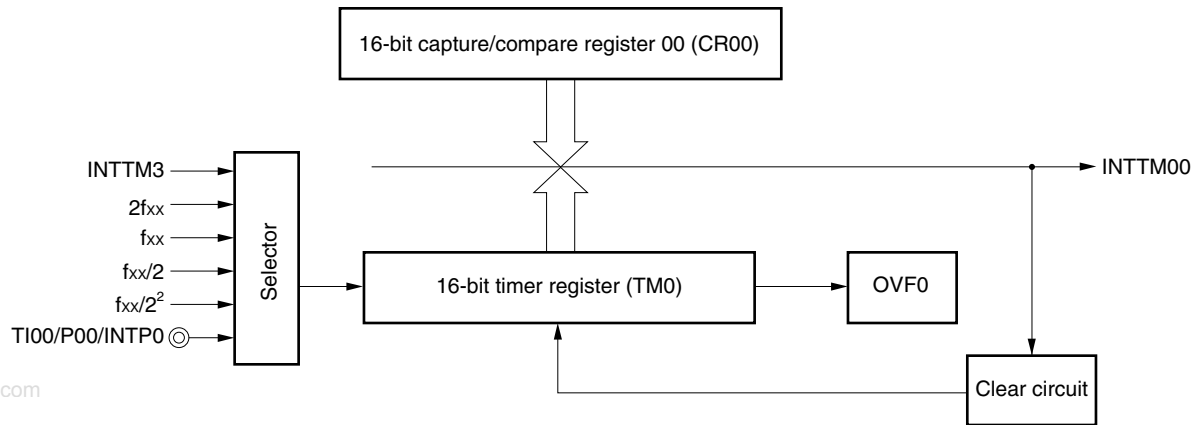 16-bit capture/compare register 00 (CR00)
INTTM3
2fxx
fxx
fxx/2
fxx/2²
TI00/P00/INTP0
Selector
INTTM00
16-bit timer register (TM0)
OVF0
Clear circuit
com